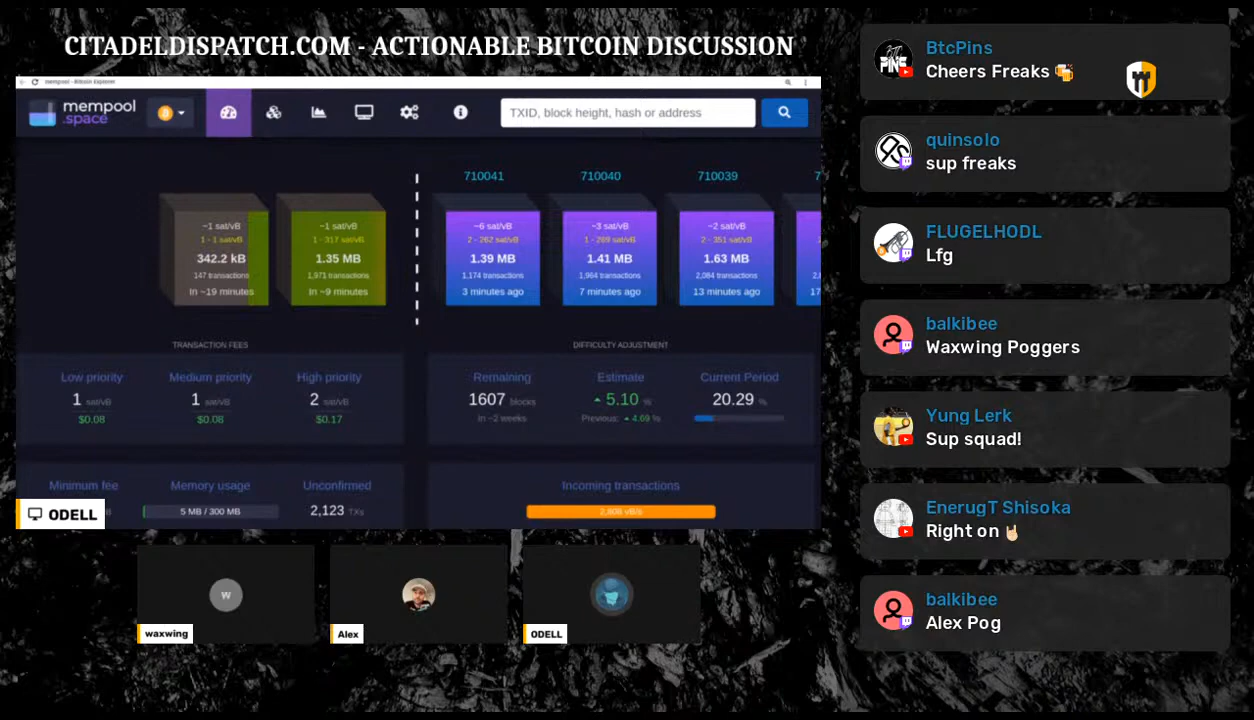 CITADELDISPATCH.COM - ACTIONABLE BITCOIN DISCUSSION
mempool - Bitcoin Explorer
mempool
.space
TXID, block height, hash or address
710041
710040
710039
7
~1 sat/vB
1 - 1 sat/vB
342.2 kB
147 transactions
In ~19 minutes
~1 sat/vB
1 - 317 sat/vB
1.35 MB
1,971 transactions
In ~9 minutes
~6 sat/vB
2 - 262 sat/vB
1.39 MB
1,174 transactions
3 minutes ago
~3 sat/vB
1 - 269 sat/vB
1.41 MB
1,964 transactions
7 minutes ago
~2 sat/vB
2 - 351 sat/vB
1.63 MB
2,084 transactions
13 minutes ago
17
TRANSACTION FEES
Low priority
1 sat/vB
$0.08
Medium priority
1 sat/vB
$0.08
High priority
2 sat/vB
$0.17
DIFFICULTY ADJUSTMENT
Remaining
1607 blocks
In ~2 weeks
Estimate
5.10 %
Previous: 4.69 %
Current Period
20.29 %
Minimum fee
Memory usage
5 MB / 300 MB
Unconfirmed
2,123 TXs
Incoming transactions
ODELL
w
waxwing
Alex
ODELL
BtcPins
Cheers Freaks 🍻
quinsolo
sup freaks
FLUGELHODL
Lfg
balkibee
Waxwing Poggers
Yung Lerk
Sup squad!
EnerugT Shisoka
Right on 🤘🏻
balkibee
Alex Pog